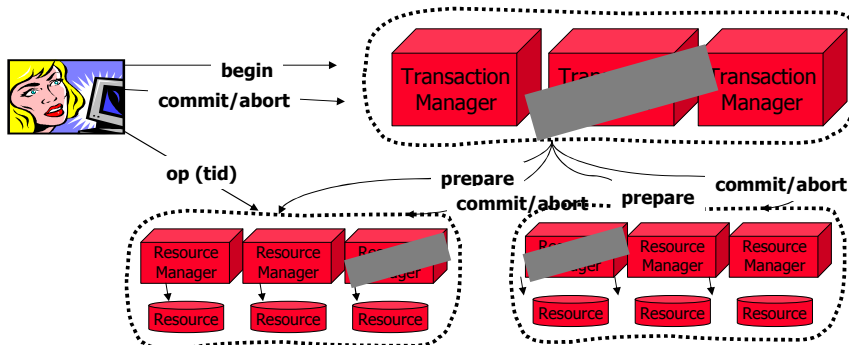 begin
commit/abort
op (tid)
Transaction
Manager
Manager
Transaction
Manager
prepare
commit/abort
prepare
commit/abort
Resource
Manager
Resource
Manager
Resource
Manager
Resource
Manager
Resource
Resource
Resource
Resource
Resource
Resource